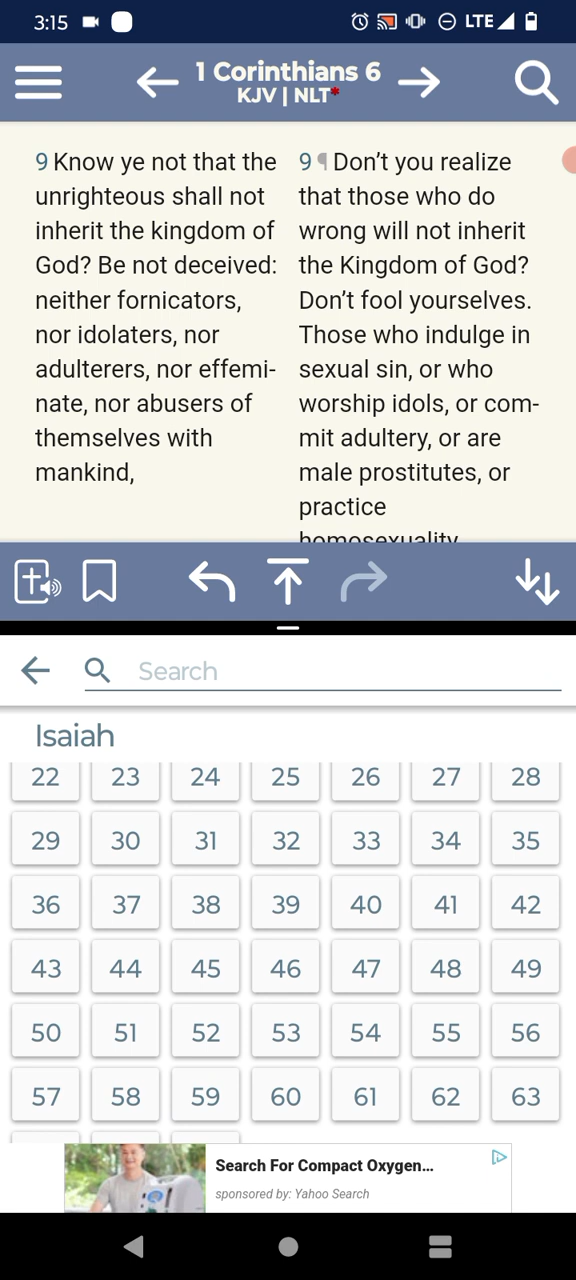 3:15
LTE
1 Corinthians 6
KJV | NLT*
9 Know ye not that the
unrighteous shall not
inherit the kingdom of
God? Be not deceived:
neither fornicators,
nor idolaters, nor
adulterers, nor effemi-
nate, nor abusers of
themselves with
mankind,
9 ¶ Don’t you realize
that those who do
wrong will not inherit
the Kingdom of God?
Don’t fool yourselves.
Those who indulge in
sexual sin, or who
worship idols, or com-
mit adultery, or are
male prostitutes, or
practice
homosexuality
Search
Isaiah
22 23 24 25 26 27 28
29 30 31 32 33 34 35
36 37 38 39 40 41 42
43 44 45 46 47 48 49
50 51 52 53 54 55 56
57 58 59 60 61 62 63
Search For Compact Oxygen...
sponsored by: Yahoo Search